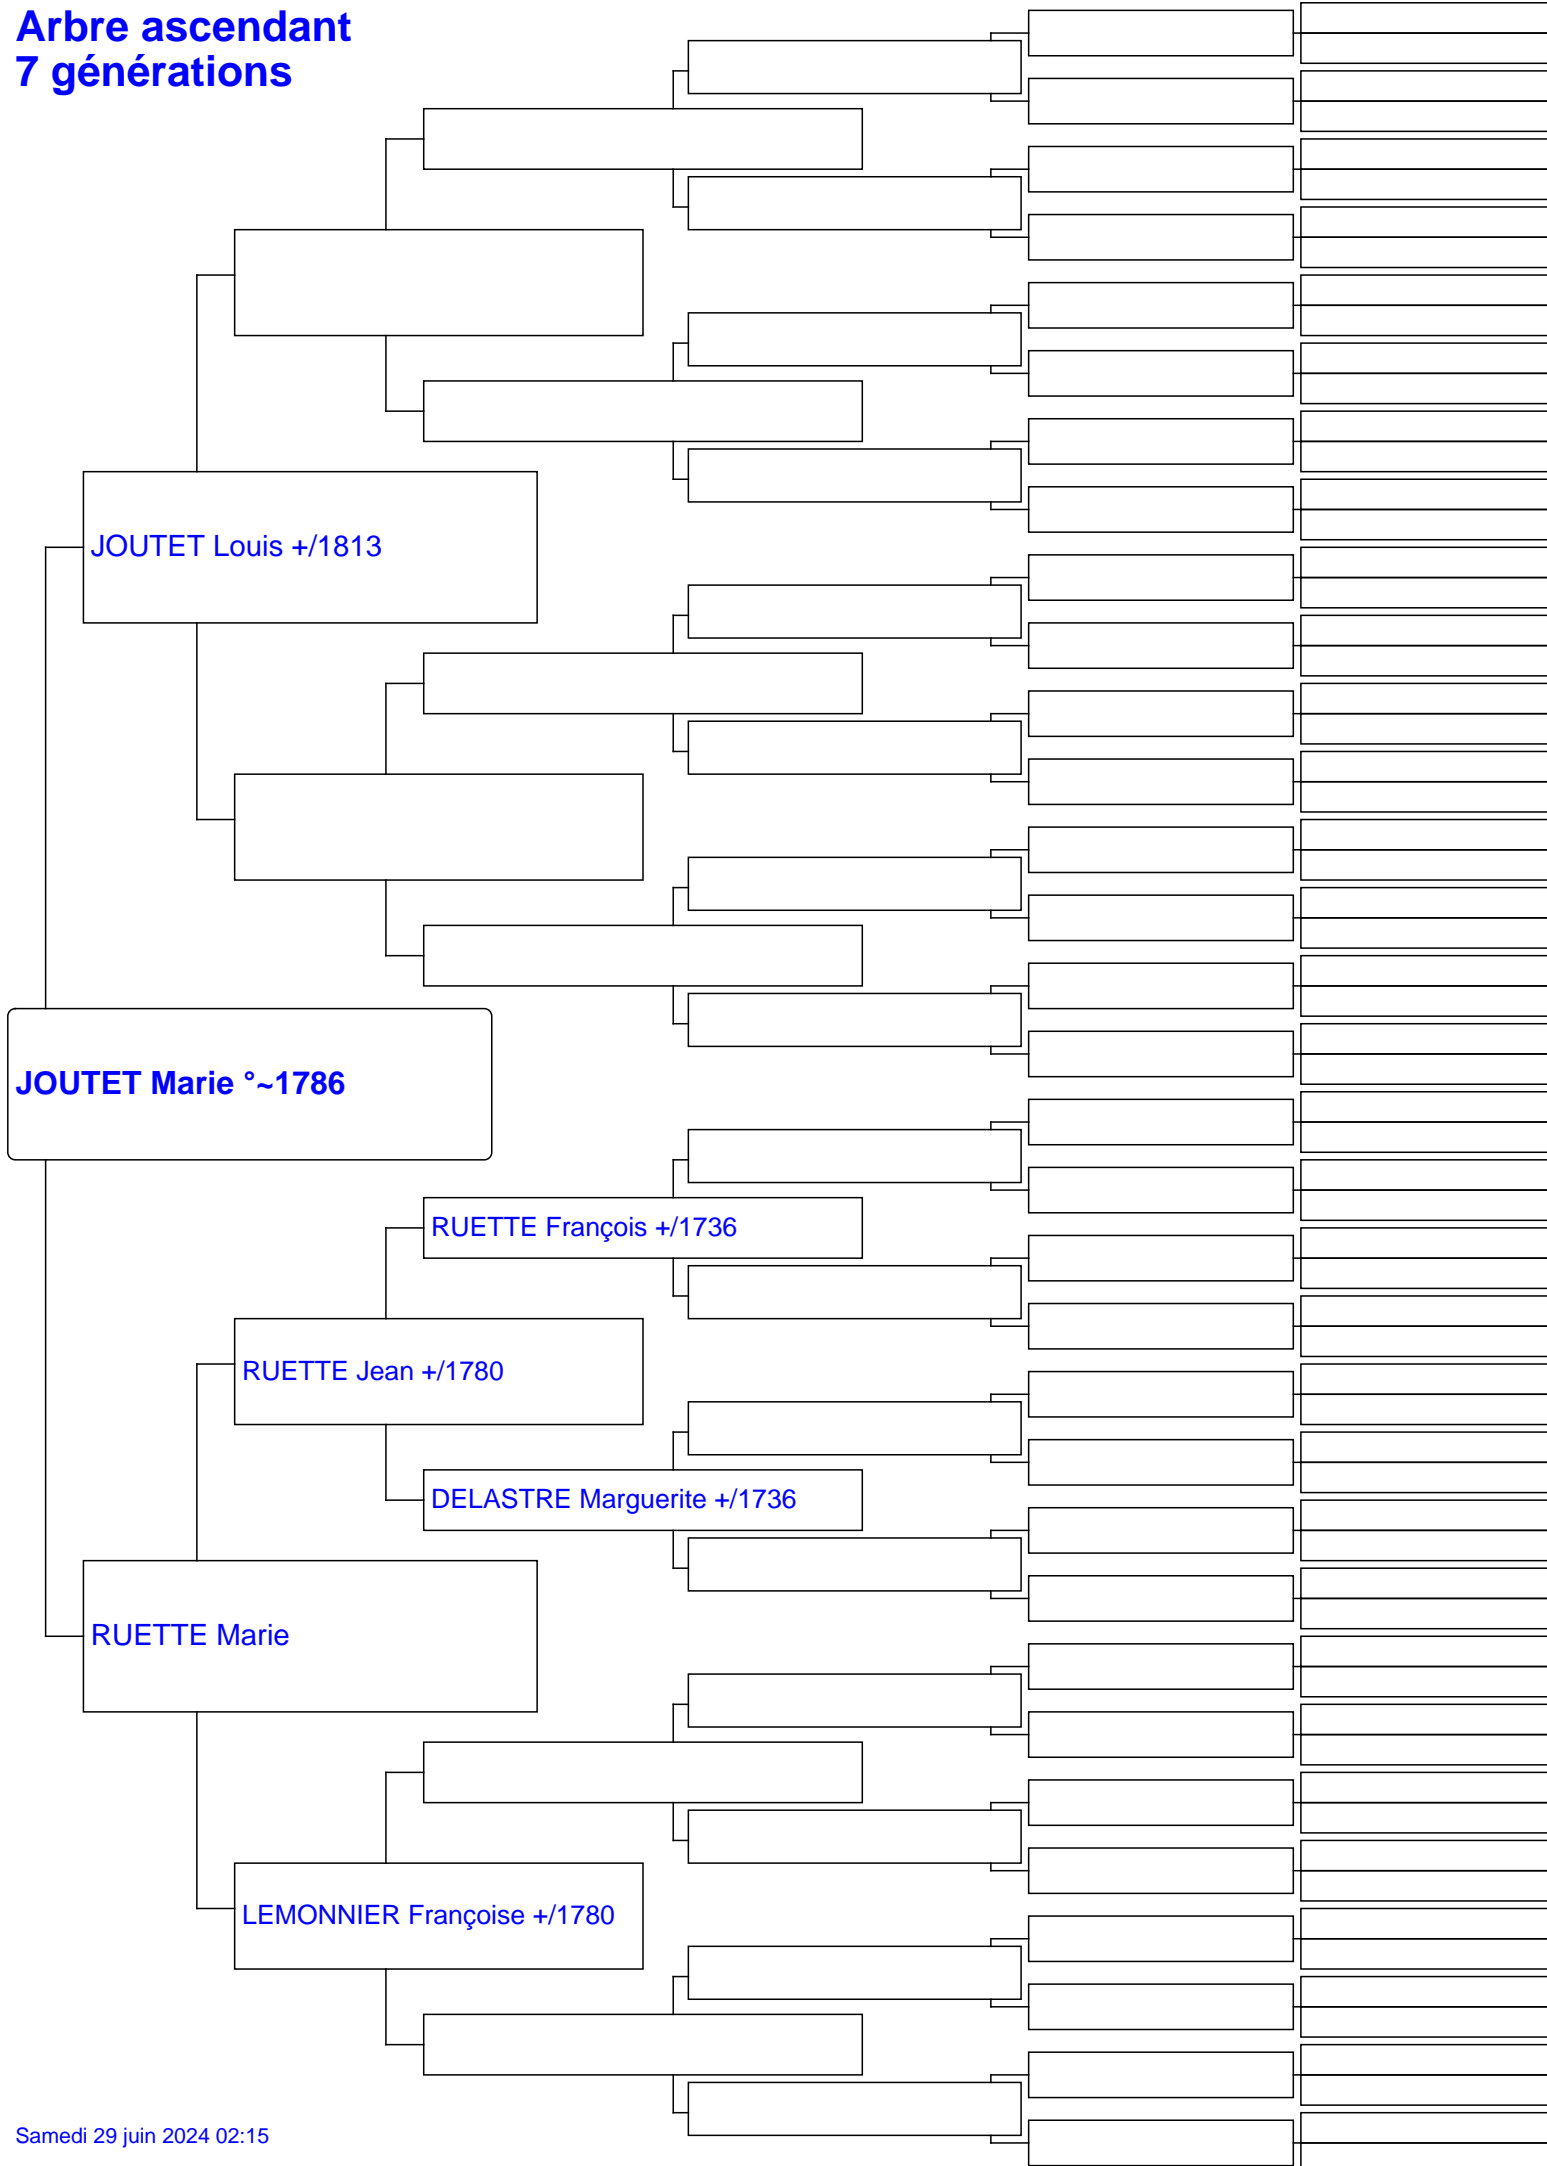 Arbre ascendant
7 générations
JOUTET Louis +/1813
JOUTET Marie °~1786
RUETTE François +/1736
RUETTE Jean +/1780
DELASTRE Marguerite +/1736
RUETTE Marie
LEMONNIER Françoise +/1780
Samedi 29 juin 2024 02:15